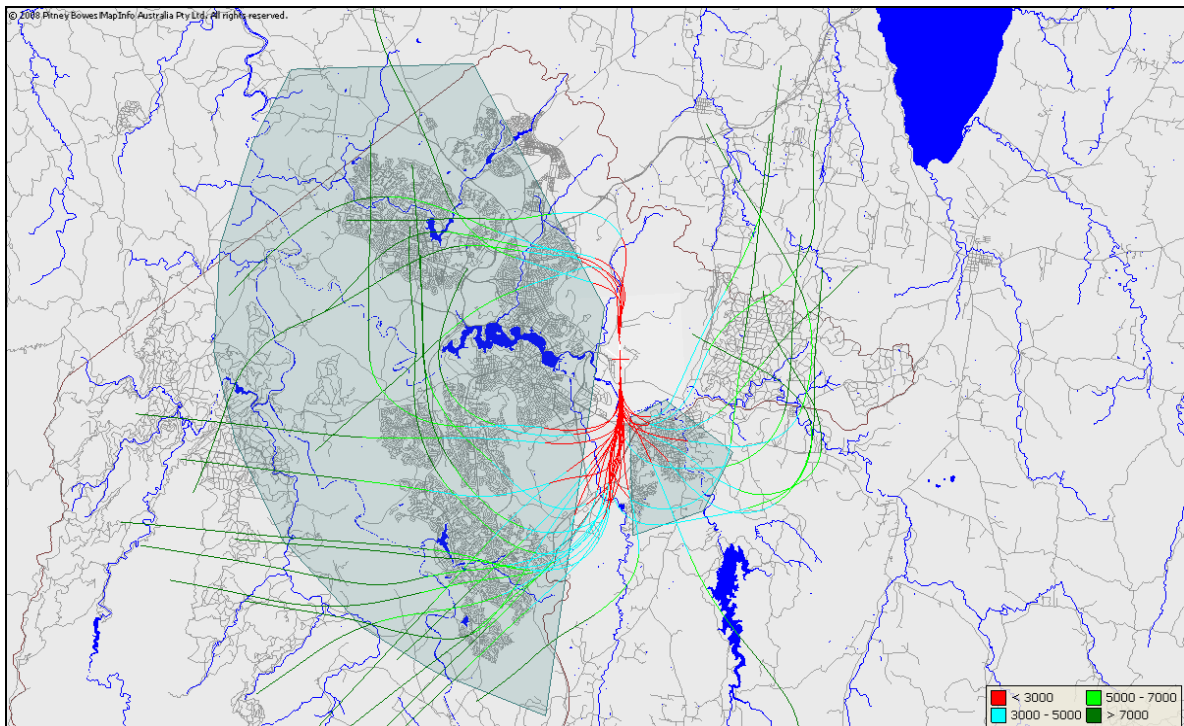 © 2008 Pitney Bowes MapInfo Australia Pty Ltd. All rights reserved.
< 3000
5000 - 7000
3000 - 5000
> 7000